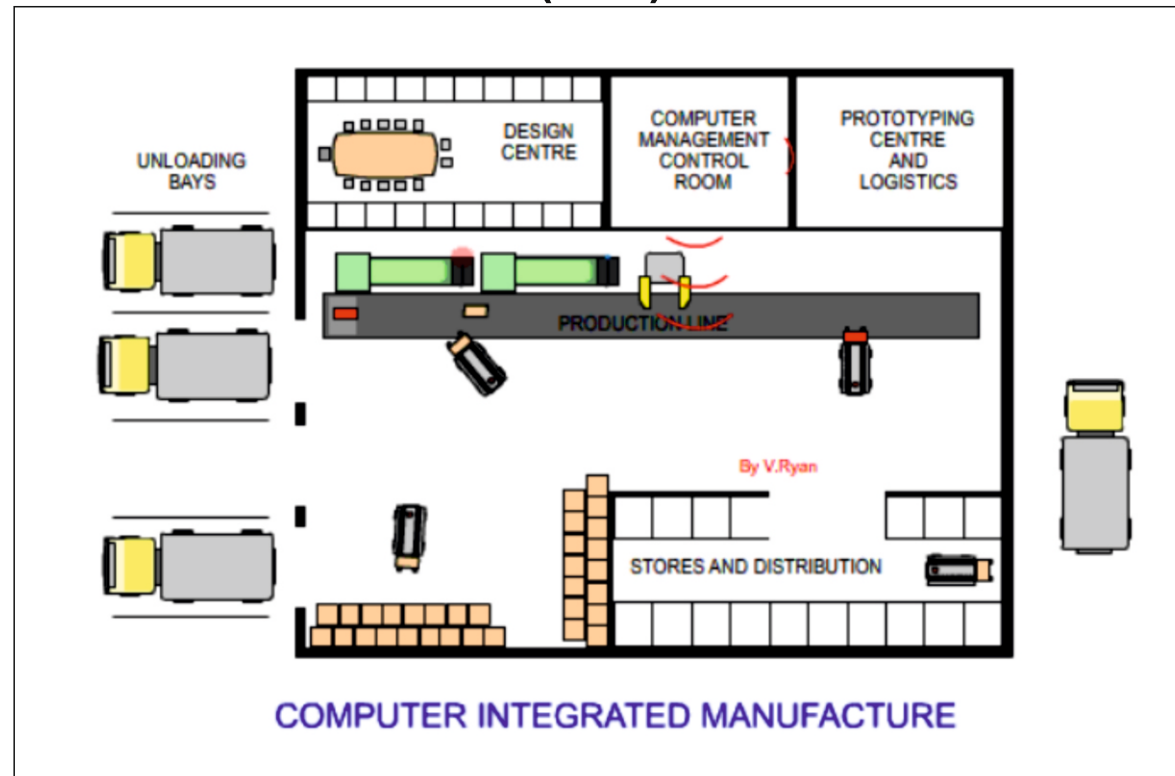 UNLOADING
BAYS
DESIGN
CENTRE
COMPUTER
MANAGEMENT
CONTROL
ROOM
PROTOTYPING
CENTRE
AND
LOGISTICS
PRODUCTION LINE
By V.Ryan
STORES AND DISTRIBUTION
COMPUTER INTEGRATED MANUFACTURE